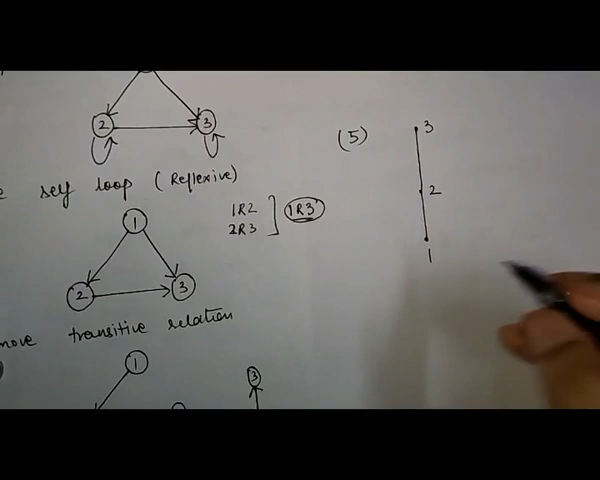 2 3
e self loop (Reflexive)
1
1R2
2R3
1R3
2 3
move transitive relation
1
3
(5)
3
2
1